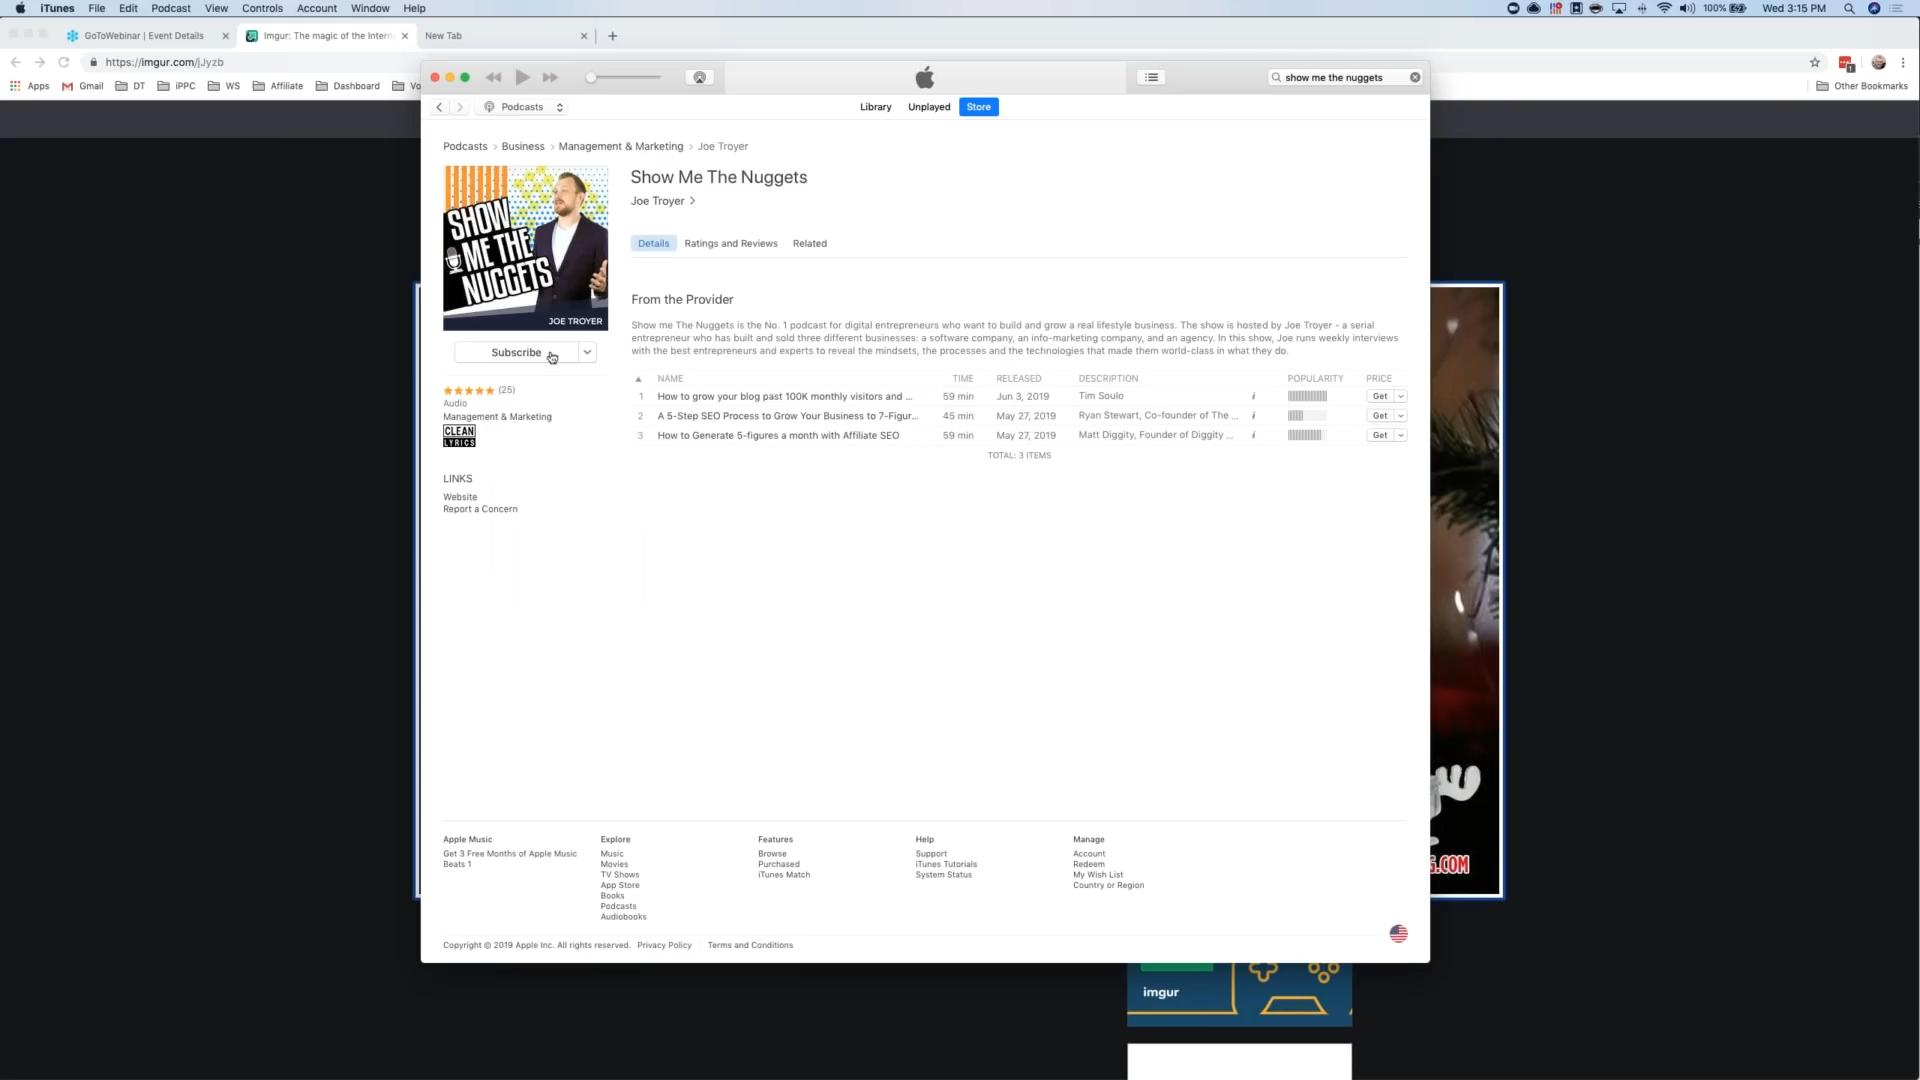 iTunes File Edit Podcast View Controls Account Window Help
100% Wed 3:15 PM
GoToWebinar | Event Details
Imgur: The magic of the Intern
New Tab
https://imgur.com/jJyzb
Apps Gmail DT iPPC WS Affiliate Dashboard Vo
Other Bookmarks
show me the nuggets
Podcasts
Library Unplayed Store
Podcasts > Business > Management & Marketing > Joe Troyer
SHOW
ME THE
NUGGETS
JOE TROYER
Show Me The Nuggets
Joe Troyer >
Details Ratings and Reviews Related
Subscribe
(25)
Audio
Management & Marketing
CLEAN
LYRICS
LINKS
Website
Report a Concern
From the Provider
Show me The Nuggets is the No. 1 podcast for digital entrepreneurs who want to build and grow a real lifestyle business. The show is hosted by Joe Troyer - a serial
entrepreneur who has built and sold three different businesses: a software company, an info-marketing company, and an agency. In this show, Joe runs weekly interviews
with the best entrepreneurs and experts to reveal the mindsets, the processes and the technologies that made them world-class in what they do.
NAME TIME RELEASED DESCRIPTION POPULARITY PRICE
1 How to grow your blog past 100K monthly visitors and ... 59 min Jun 3, 2019 Tim Soulo i Get
2 A 5-Step SEO Process to Grow Your Business to 7-Figur... 45 min May 27, 2019 Ryan Stewart, Co-founder of The ... i Get
3 How to Generate 5-figures a month with Affiliate SEO 59 min May 27, 2019 Matt Diggity, Founder of Diggity ... i Get
TOTAL: 3 ITEMS
Apple Music
Get 3 Free Months of Apple Music
Beats 1
Explore
Music
Movies
TV Shows
App Store
Books
Podcasts
Audiobooks
Features
Browse
Purchased
iTunes Match
Help
Support
iTunes Tutorials
System Status
Manage
Account
Redeem
My Wish List
Country or Region
Copyright © 2019 Apple Inc. All rights reserved. Privacy Policy Terms and Conditions
G.COM
imgur